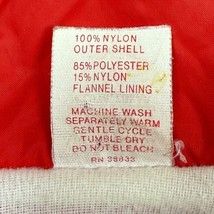 100% NYLON
OUTER SHELL
85% POLYESTER
15% NYLON
FLANNEL LINING
MACHINE WASH
SEPARATELY WARM
GENTLE CYCLE
TUMBLE DRY
DO NOT BLEACH
RN 38033